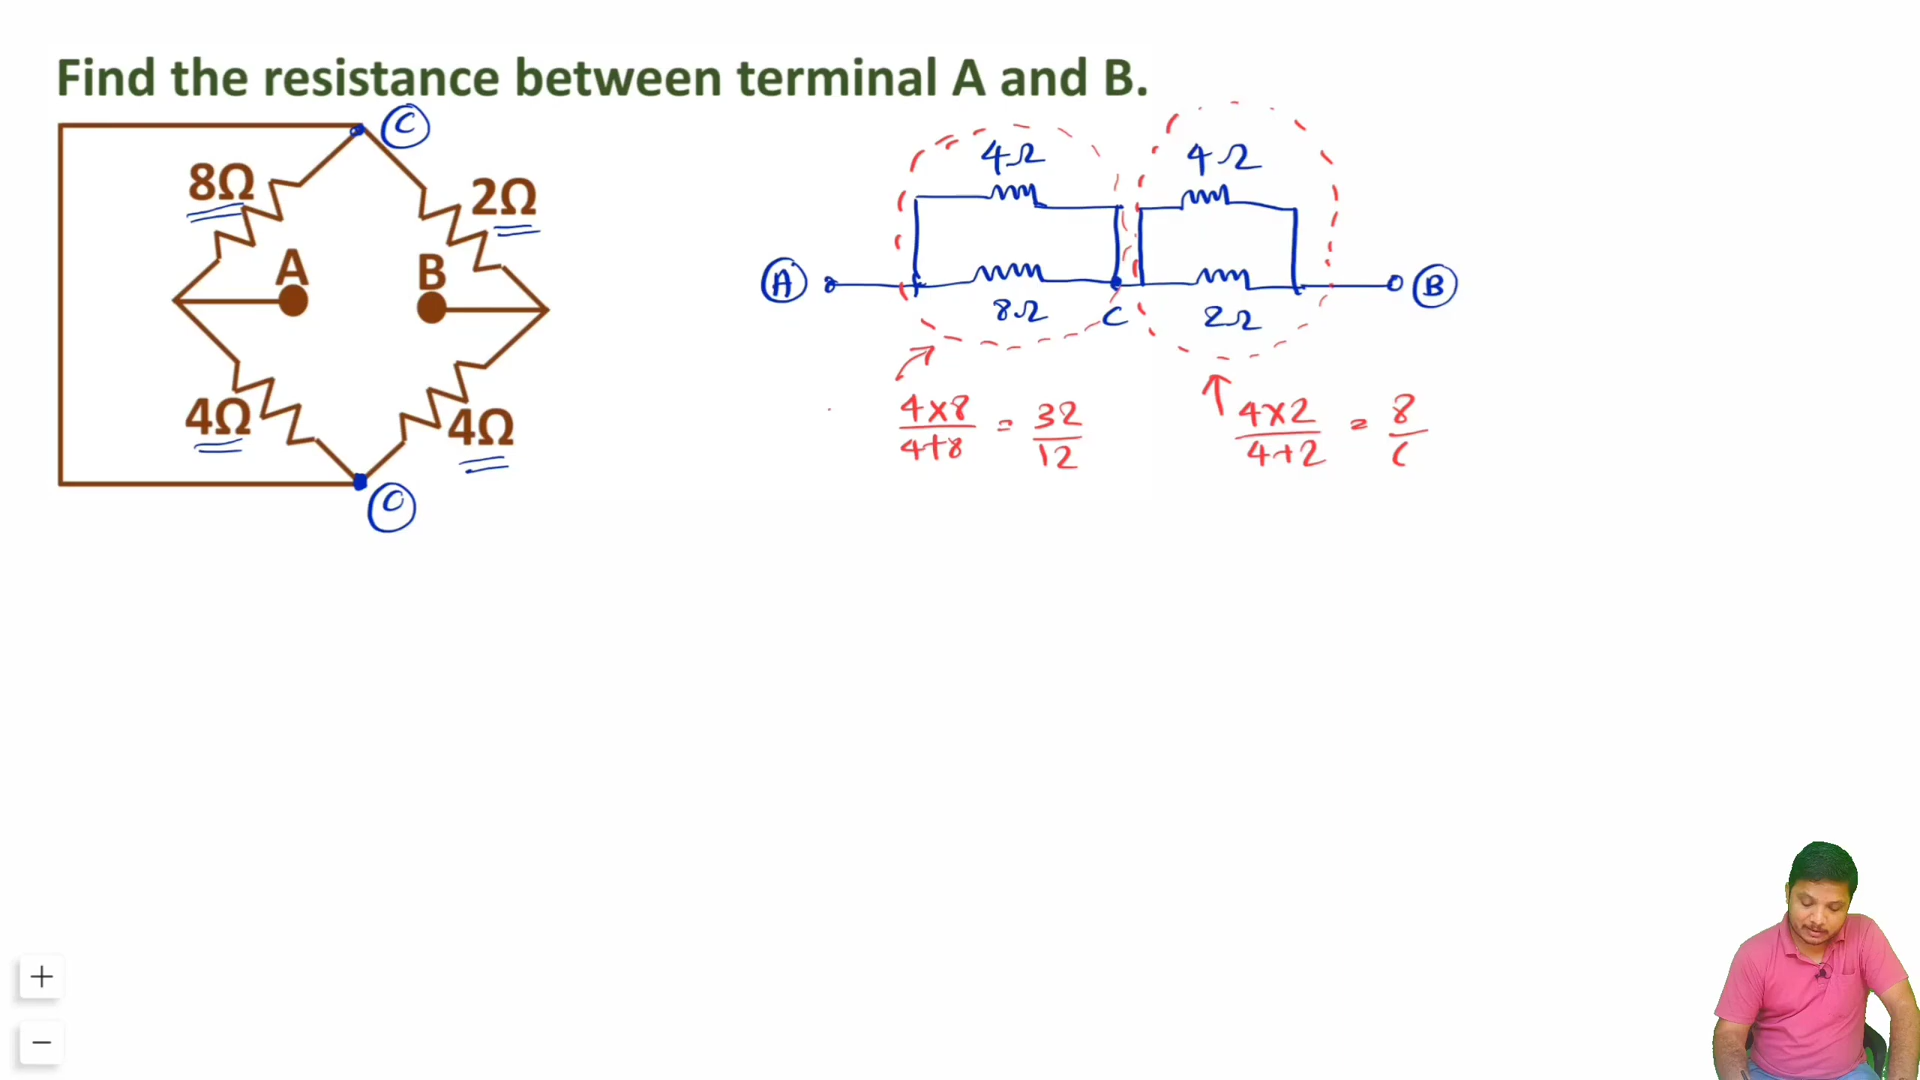 Find the resistance between terminal A and B.
C
8Ω
2Ω
A
B
4Ω
4Ω
C
4Ω
4Ω
A
B
8Ω
C
2Ω
4×8/4+8 = 32/12
4×2/4+2 = 8/
+
−